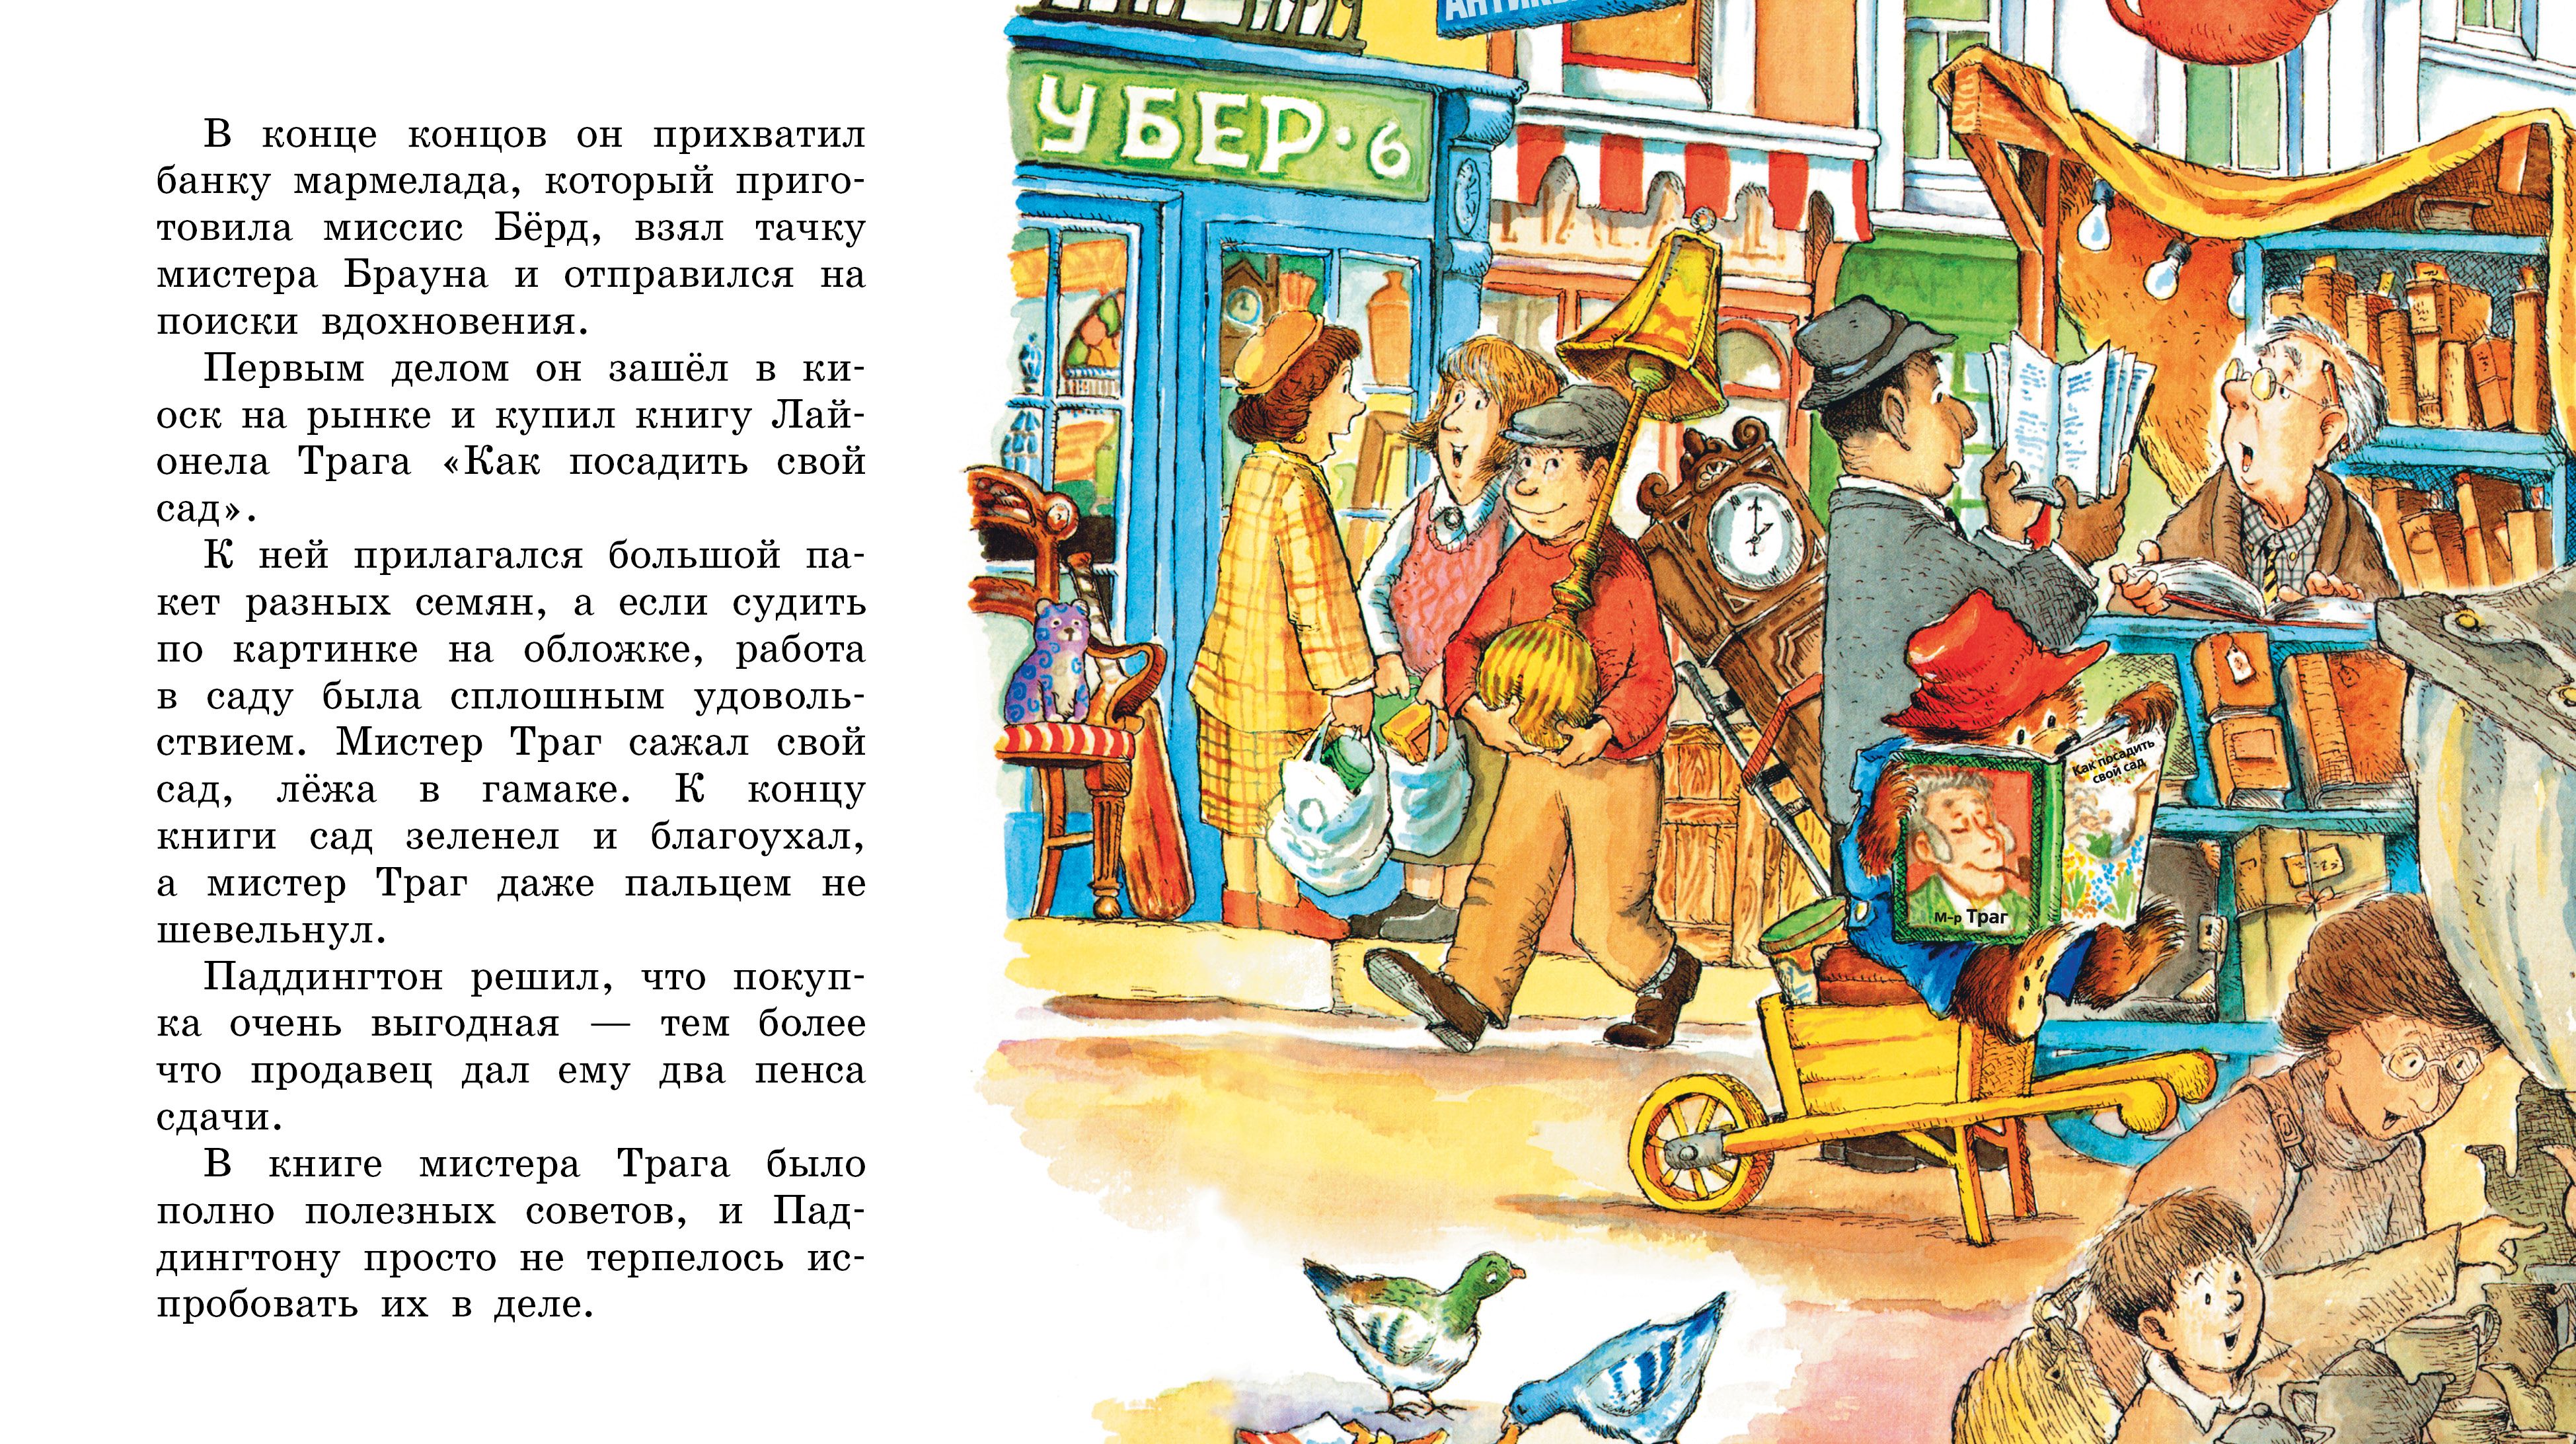 В конце концов он прихватил
банку мармелада, который приго-
товила миссис Бёрд, взял тачку
мистера Брауна и отправился на
поиски вдохновения.
Первым делом он зашёл в ки-
оск на рынке и купил книгу Лай-
онела Трага «Как посадить свой
сад».
К ней прилагался большой па-
кет разных семян, а если судить
по картинке на обложке, работа
в саду была сплошным удоволь-
ствием. Мистер Траг сажал свой
сад, лёжа в гамаке. К концу
книги сад зеленел и благоухал,
а мистер Траг даже пальцем не
шевельнул.
Паддингтон решил, что покуп-
ка очень выгодная — тем более
что продавец дал ему два пенса
сдачи.
В книге мистера Трага было
полно полезных советов, и Пад-
дингтону просто не терпелось ис-
пробовать их в деле.
УБЕР·6
Как посадить
свой сад
М-р Траг